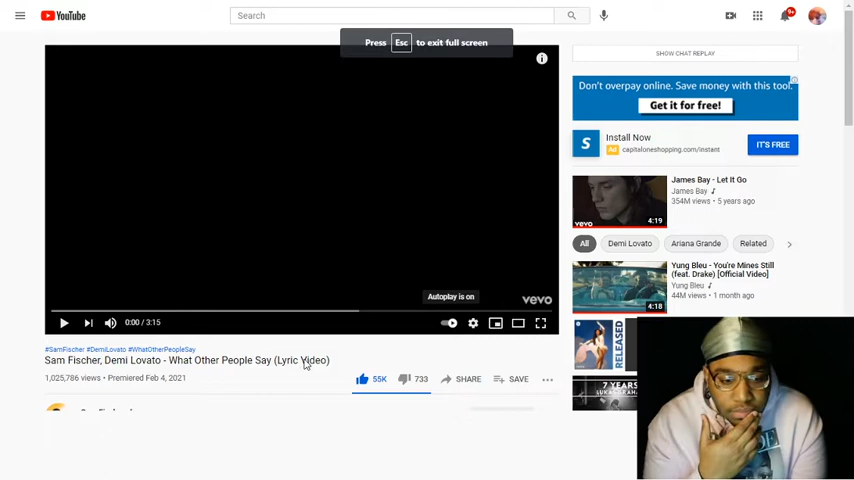 YouTube
Search
9+
Press Esc to exit full screen
SHOW CHAT REPLAY
Don't overpay online. Save money with this tool.
Get it for free!
S
Install Now
Ad capitaloneshopping.com/instant
IT'S FREE
James Bay - Let It Go
James Bay
354M views • 5 years ago
vevo
4:19
All
Demi Lovato
Ariana Grande
Related
Yung Bleu - You're Mines Still
(feat. Drake) [Official Video]
Yung Bleu
44M views • 1 month ago
4:18
RELEASED
7 YEARS
Autoplay is on
vevo
0:00 / 3:15
#SamFischer #DemiLovato #WhatOtherPeopleSay
Sam Fischer, Demi Lovato - What Other People Say (Lyric Video)
1,025,786 views • Premiered Feb 4, 2021
55K
733
SHARE
SAVE